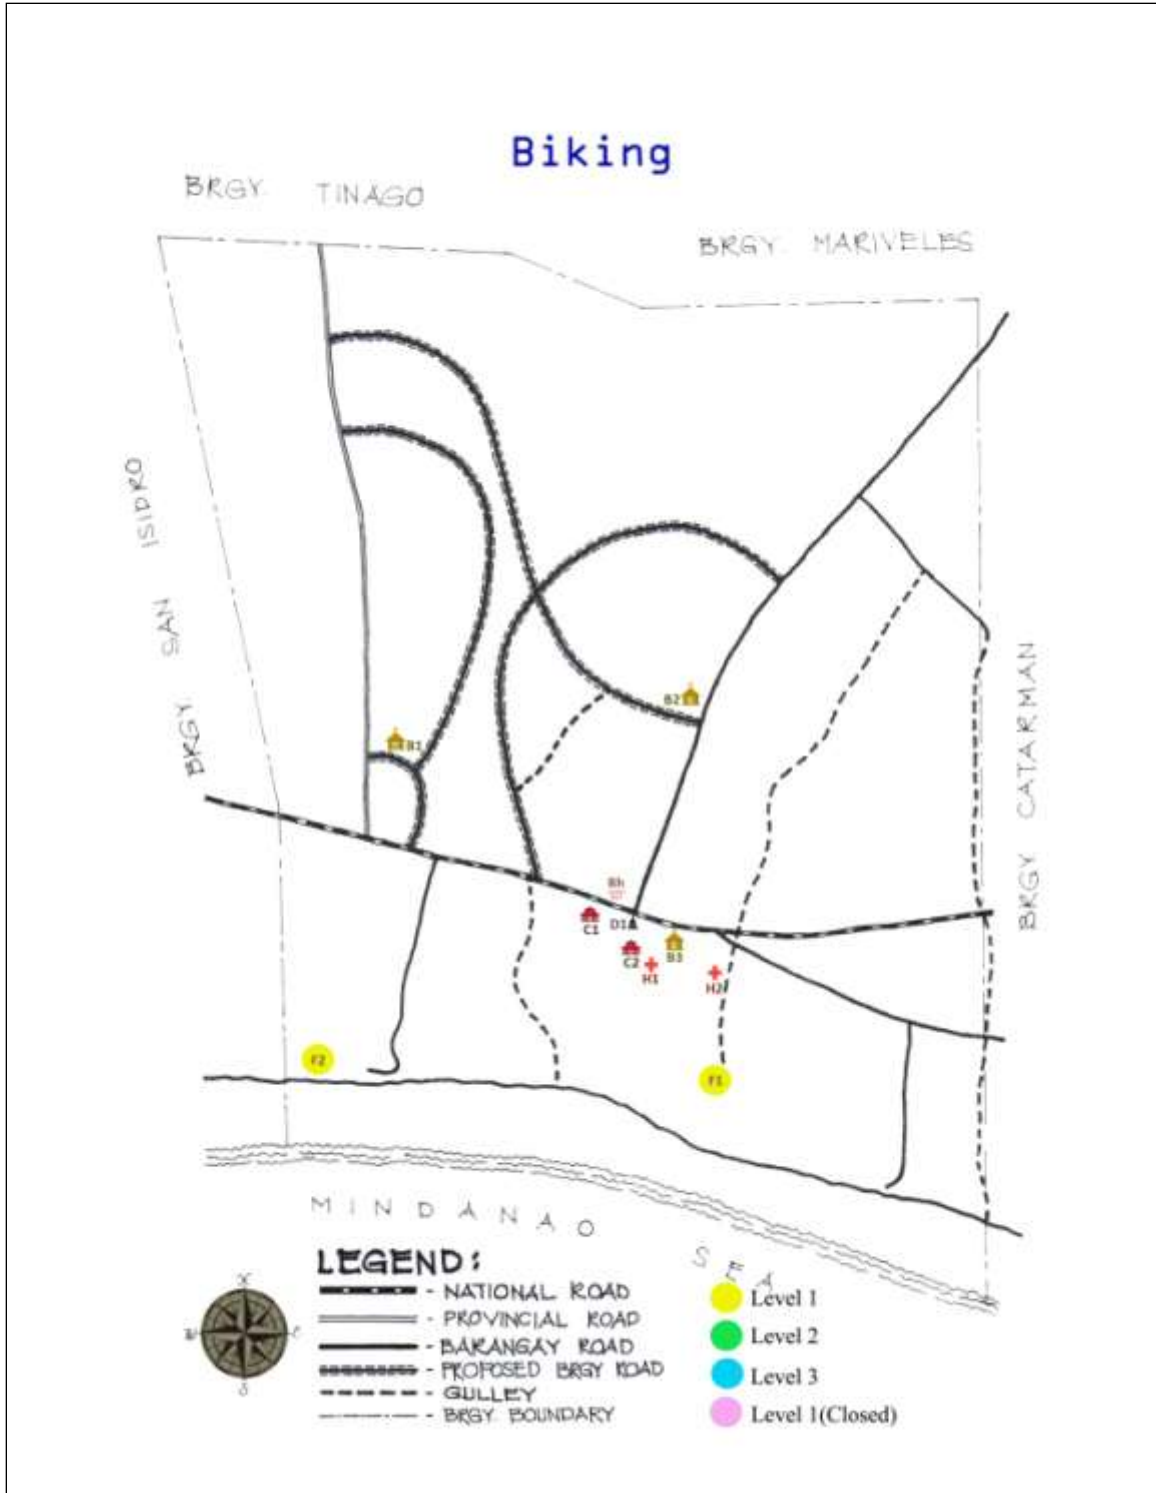 Biking
BRGY. TINAGO
BRGY. MARIVELES
BRGY SAN ISIDRO
BRGY CATARMAN
B2
B1
Bh
C1
D1
C2
B3
H1
H2
F2
F1
MINDANAO SEA
LEGEND:
- NATIONAL ROAD
- PROVINCIAL ROAD
- BARANGAY ROAD
- PROPOSED BRGY ROAD
- GULLEY
- BRGY. BOUNDARY
Level 1
Level 2
Level 3
Level 1(Closed)